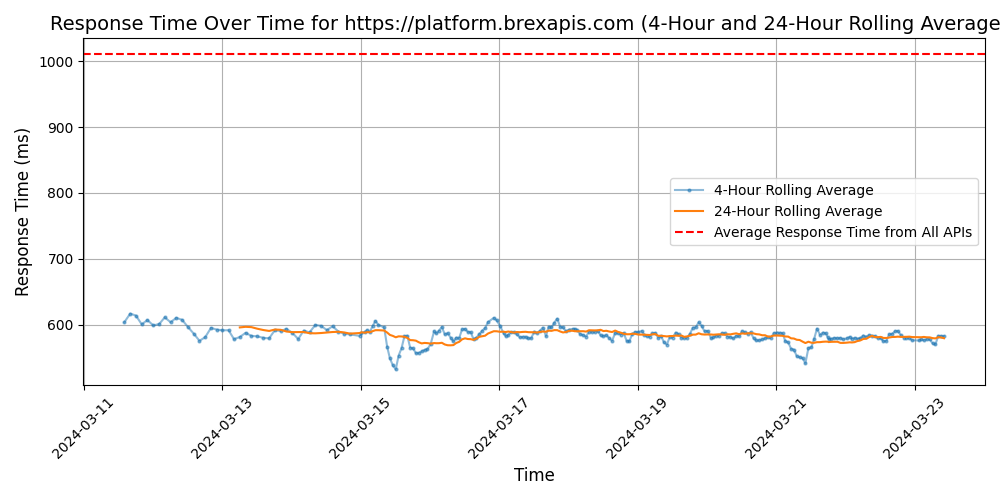 Response Time Over Time for https://platform.brexapis.com (4-Hour and 24-Hour Rolling Average
Response Time (ms)
1000
900
800
700
600
4-Hour Rolling Average
24-Hour Rolling Average
Average Response Time from All APIs
2024-03-11
2024-03-13
2024-03-15
2024-03-17
2024-03-19
2024-03-21
2024-03-23
Time